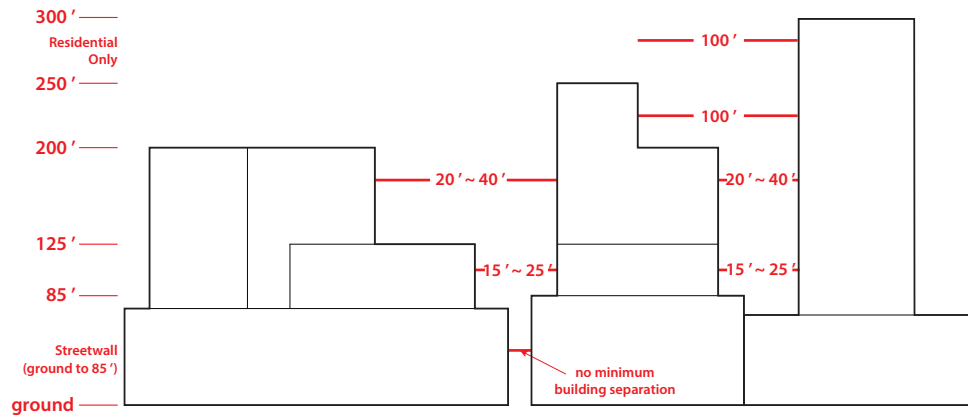 300 ’
Residential
Only
100 ’
250 ’
100 ’
200 ’
20 ’ ~ 40 ’
20 ’ ~ 40 ’
125 ’
15 ’ ~ 25 ’
15 ’ ~ 25 ’
85 ’
Streetwall
(ground to 85 ’)
no minimum
building separation
ground